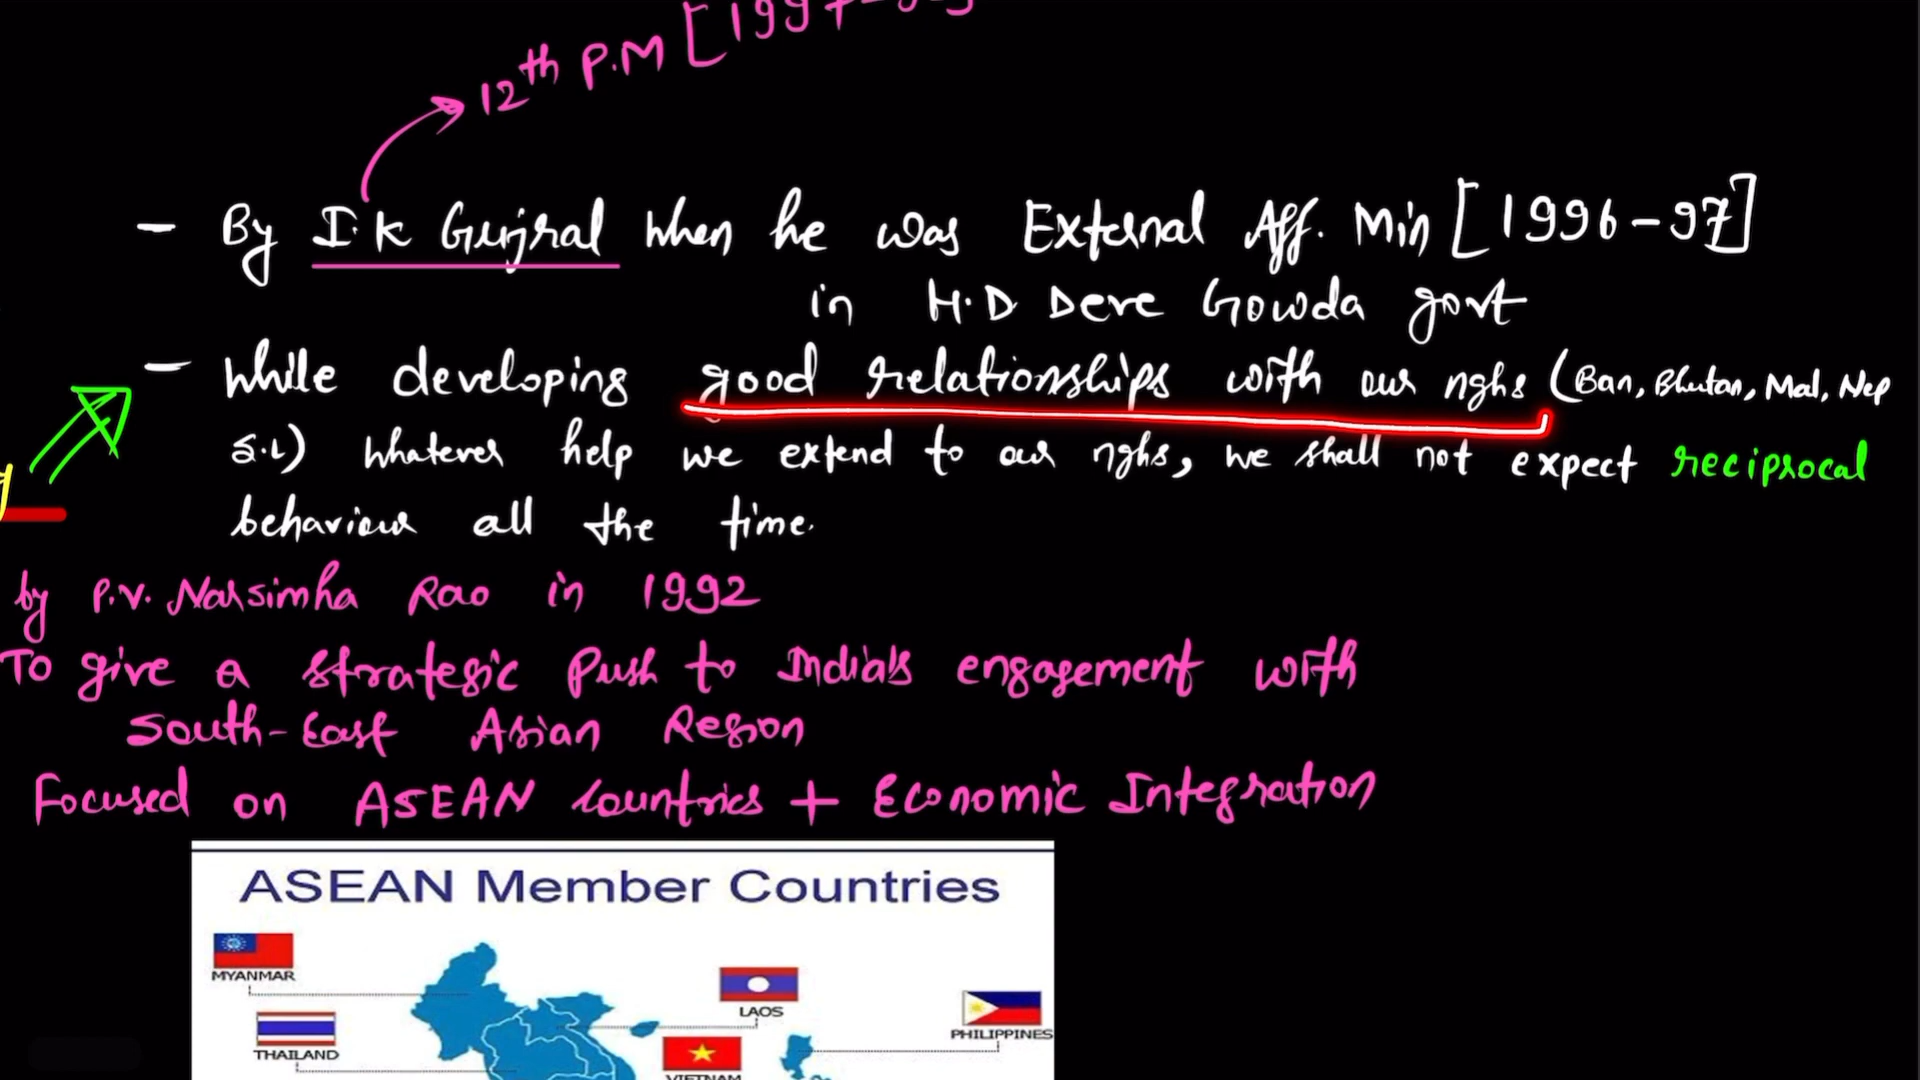 12th P.M [1997-98]
- By I.K Gujral when he was External Aff. Min [1996-97]
in H.D Deve Gowda govt
- While developing good relationships with our nghs (Ban, Bhutan, Mal, Nep
S.L) whatever help we extend to our nghs, we shall not expect reciprocal
behaviour all the time.
by P.V. Narsimha Rao in 1992
To give a strategic Push to India's engagement with
South-East Asian Region
Focused on ASEAN Countries + Economic Integration
ASEAN Member Countries
MYANMAR
LAOS
PHILIPPINES
THAILAND
VIETNAM